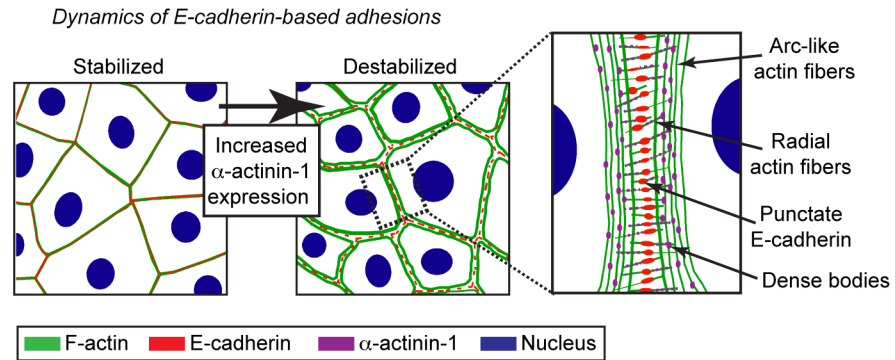 Dynamics of E-cadherin-based adhesions
Stabilized
Destabilized
Increased
α-actinin-1
expression
Arc-like
actin fibers
Radial
actin fibers
Punctate
E-cadherin
Dense bodies
F-actin
E-cadherin
α-actinin-1
Nucleus